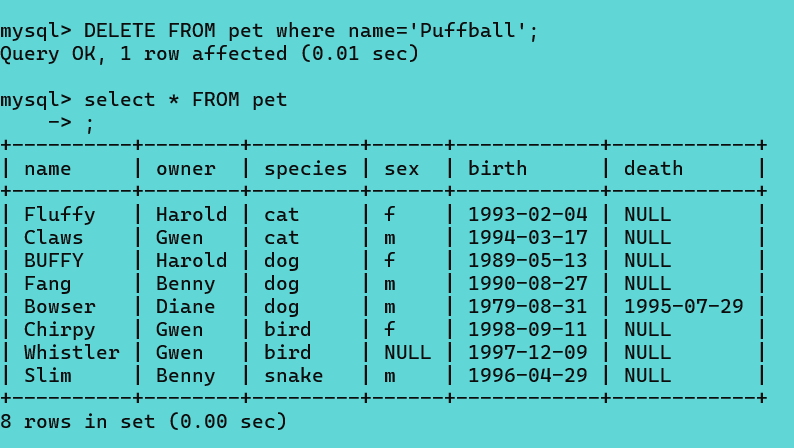 mysql> DELETE FROM pet where name='Puffball';
Query OK, 1 row affected (0.01 sec)

mysql> select * FROM pet
    -> ;
+----------+--------+---------+------+------------+------------+
| name     | owner  | species | sex  | birth      | death      |
+----------+--------+---------+------+------------+------------+
| Fluffy   | Harold | cat     | f    | 1993-02-04 | NULL       |
| Claws    | Gwen   | cat     | m    | 1994-03-17 | NULL       |
| BUFFY    | Harold | dog     | f    | 1989-05-13 | NULL       |
| Fang     | Benny  | dog     | m    | 1990-08-27 | NULL       |
| Bowser   | Diane  | dog     | m    | 1979-08-31 | 1995-07-29 |
| Chirpy   | Gwen   | bird    | f    | 1998-09-11 | NULL       |
| Whistler | Gwen   | bird    | NULL | 1997-12-09 | NULL       |
| Slim     | Benny  | snake   | m    | 1996-04-29 | NULL       |
+----------+--------+---------+------+------------+------------+
8 rows in set (0.00 sec)